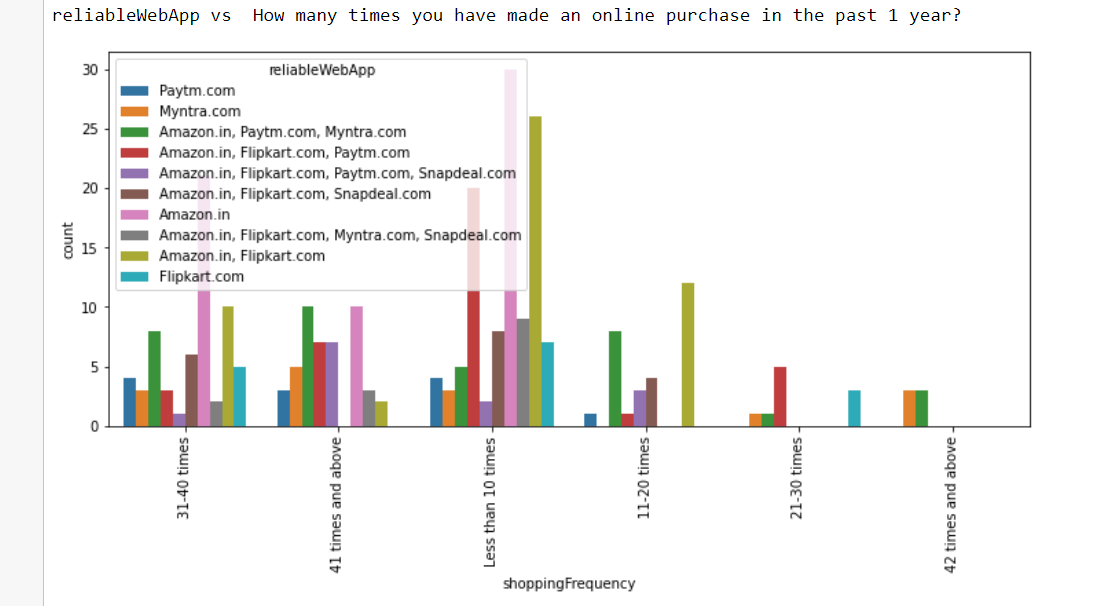 reliableWebApp vs  How many times you have made an online purchase in the past 1 year?
reliableWebApp
Paytm.com
Myntra.com
Amazon.in, Paytm.com, Myntra.com
Amazon.in, Flipkart.com, Paytm.com
Amazon.in, Flipkart.com, Paytm.com, Snapdeal.com
Amazon.in, Flipkart.com, Snapdeal.com
Amazon.in
Amazon.in, Flipkart.com, Myntra.com, Snapdeal.com
Amazon.in, Flipkart.com
Flipkart.com
count
30
25
20
15
10
5
0
31-40 times
41 times and above
Less than 10 times
11-20 times
21-30 times
42 times and above
shoppingFrequency